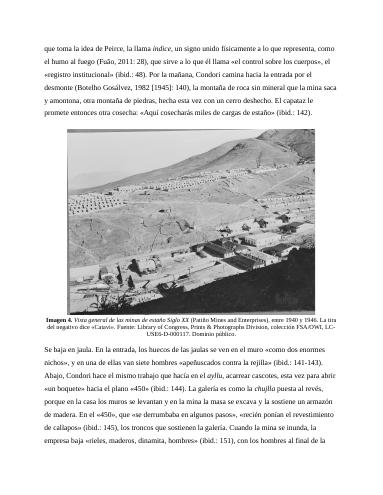 que toma la idea de Peirce, la llama índice, un signo unido físicamente a lo que representa, como
el humo al fuego (Fuão, 2011: 28), que sirve a lo que él llama «el control sobre los cuerpos», el
«registro institucional» (ibid.: 48). Por la mañana, Condori camina hacia la entrada por el
desmonte (Botelho Gosálvez, 1982 [1945]: 140), la montaña de roca sin mineral que la mina saca
y amontona, otra montaña de piedras, hecha esta vez con un cerro deshecho. El capataz le
promete entonces otra cosecha: «Aquí cosecharás miles de cargas de estaño» (ibid.: 142).
Imagen 4. Vista general de las minas de estaño Siglo XX (Patiño Mines and Enterprises), entre 1940 y 1946. La tira
del negativo dice «Catavi». Fuente: Library of Congress, Prints & Photographs Division, colección FSA/OWI, LC-
USE6-D-000117. Dominio público.
Se baja en jaula. En la entrada, los huecos de las jaulas se ven en el muro «como dos enormes
nichos», y en una de ellas van siete hombres «apeñuscados contra la rejilla» (ibid.: 141-143).
Abajo, Condori hace el mismo trabajo que hacía en el ayllu, acarrear cascotes, esta vez para abrir
«un boquete» hacia el plano «450» (ibid.: 144). La galería es como la chujlla puesta al revés,
porque en la casa los muros se levantan y en la mina la masa se excava y la sostiene un armazón
de madera. En el «450», que «se derrumbaba en algunos pasos», «recién ponían el revestimiento
de callapos» (ibid.: 145), los troncos que sostienen la galería. Cuando la mina se inunda, la
empresa baja «rieles, maderos, dinamita, hombres» (ibid.: 151), con los hombres al final de la